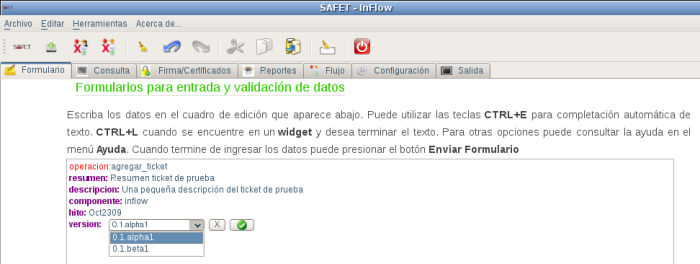 SAFET - InFlow
Archivo Editar Herramientas Acerca de...
SAFET
Formulario Consulta Firma/Certificados Reportes Flujo Configuración Salida
Formularios para entrada y validación de datos
Escriba los datos en el cuadro de edición que aparece abajo. Puede utilizar las teclas CTRL+E para completación automática de
texto. CTRL+L cuando se encuentre en un widget y desea terminar el texto. Para otras opciones puede consultar la ayuda en el
menú Ayuda. Cuando termine de ingresar los datos puede presionar el botón Enviar Formulario
operacion:agregar_ticket
resumen: Resumen ticket de prueba
descripcion: Una pequeña descripción del ticket de prueba
componente: inflow
hito: Oct2309
version: 0.1.alpha1 X
0.1.alpha1
0.1.beta1